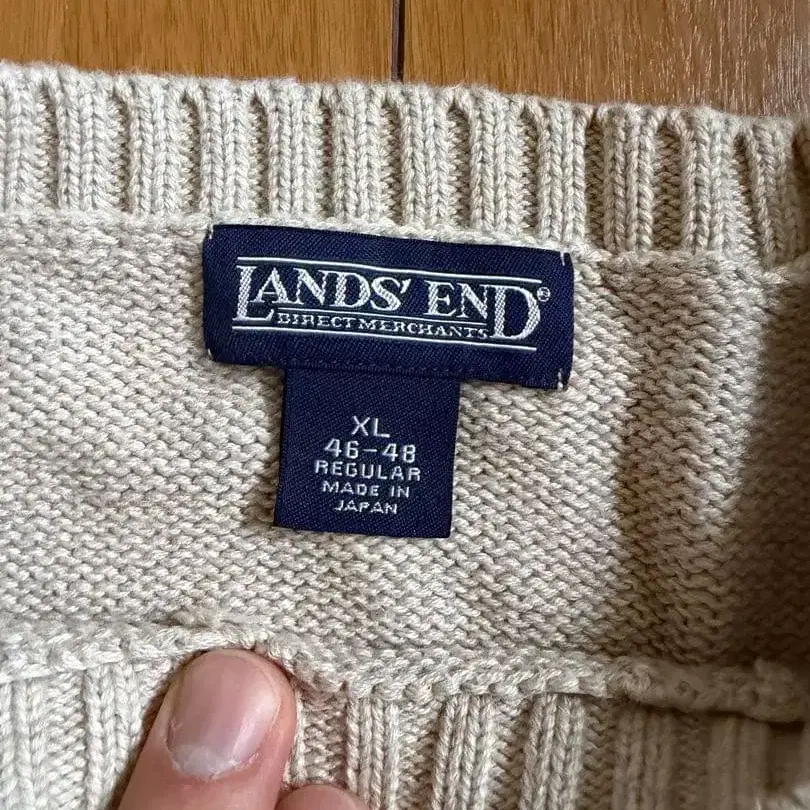 LANDS' END®
DIRECT MERCHANTS
XL
46-48
REGULAR
MADE IN
JAPAN